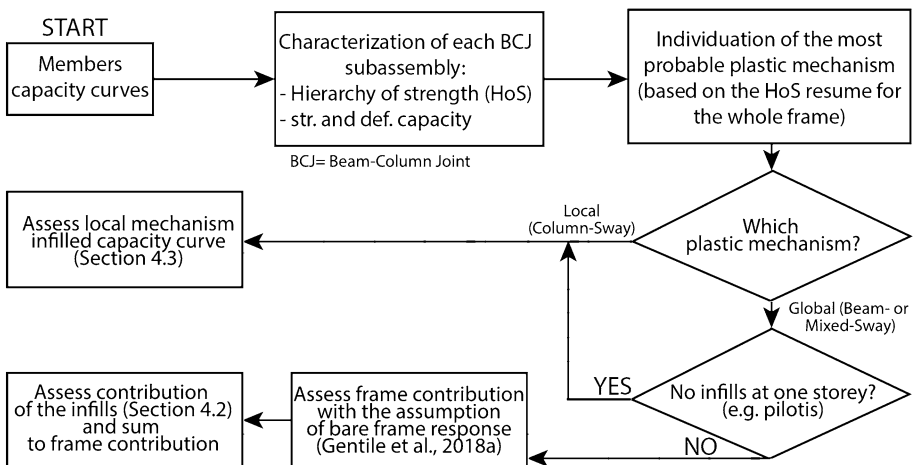 START
Members
capacity curves
Characterization of each BCJ
subassembly:
- Hierarchy of strength (HoS)
- str. and def. capacity
BCJ= Beam-Column Joint
Individuation of the most
probable plastic mechanism
(based on the HoS resume for
the whole frame)
Which
plastic mechanism?
Local
(Column-Sway)
Assess local mechanism
infilled capacity curve
(Section 4.3)
Global (Beam- or
Mixed-Sway)
No infills at one storey?
(e.g. pilotis)
YES
NO
Assess frame contribution
with the assumption
of bare frame response
(Gentile et al., 2018a)
Assess contribution
of the infills (Section 4.2)
and sum
to frame contribution